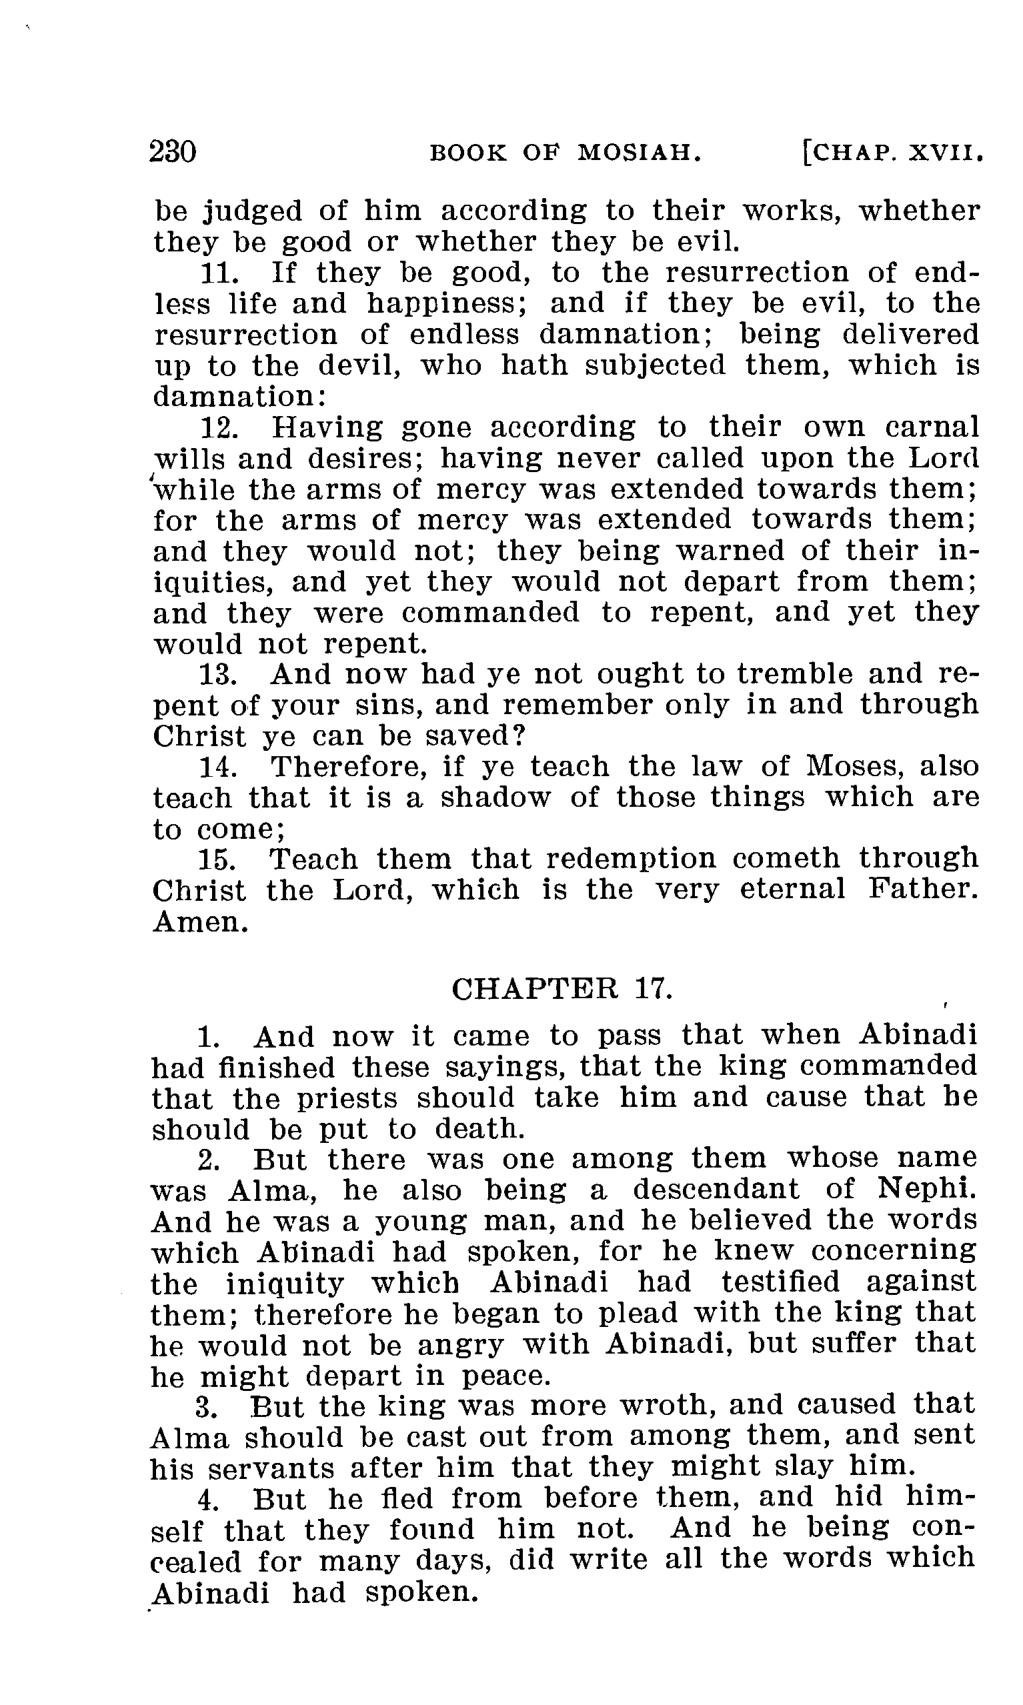 230 BOOK OF MOSIAH. [CHAP. XVII.
be judged of him according to their works, whether
they be good or whether they be evil.
11. If they be good, to the resurrection of end-
less life and happiness; and if they be evil, to the
resurrection of endless damnation; being delivered
up to the devil, who hath subjected them, which is
damnation:
12. Having gone according to their own carnal
wills and desires; having never called upon the Lord
while the arms of mercy was extended towards them;
for the arms of mercy was extended towards them;
and they would not; they being warned of their in-
iquities, and yet they would not depart from them;
and they were commanded to repent, and yet they
would not repent.
13. And now had ye not ought to tremble and re-
pent of your sins, and remember only in and through
Christ ye can be saved?
14. Therefore, if ye teach the law of Moses, also
teach that it is a shadow of those things which are
to come;
15. Teach them that redemption cometh through
Christ the Lord, which is the very eternal Father.
Amen.
CHAPTER 17.
1. And now it came to pass that when Abinadi
had finished these sayings, that the king commanded
that the priests should take him and cause that he
should be put to death.
2. But there was one among them whose name
was Alma, he also being a descendant of Nephi.
And he was a young man, and he believed the words
which Abinadi had spoken, for he knew concerning
the iniquity which Abinadi had testified against
them; therefore he began to plead with the king that
he would not be angry with Abinadi, but suffer that
he might depart in peace.
3. But the king was more wroth, and caused that
Alma should be cast out from among them, and sent
his servants after him that they might slay him.
4. But he fled from before them, and hid him-
self that they found him not. And he being con-
cealed for many days, did write all the words which
Abinadi had spoken.